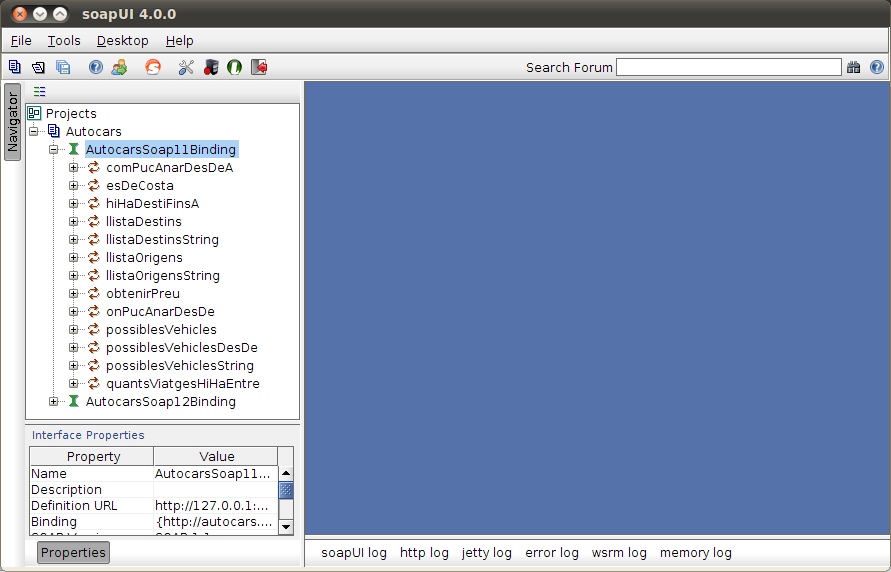 soapUI 4.0.0
File Tools Desktop Help
Search Forum
Navigator
Projects
Autocars
AutocarsSoap11Binding
comPucAnarDesDeA
esDeCosta
hiHaDestiFinsA
llistaDestins
llistaDestinsString
llistaOrigens
llistaOrigensString
obtenirPreu
onPucAnarDesDe
possiblesVehicles
possiblesVehiclesDesDe
possiblesVehiclesString
quantsViatgesHiHaEntre
AutocarsSoap12Binding
Interface Properties
Property Value
Name AutocarsSoap11...
Description
Definition URL http://127.0.0.1:...
Binding {http://autocars....
Properties
soapUI log http log jetty log error log wsrm log memory log